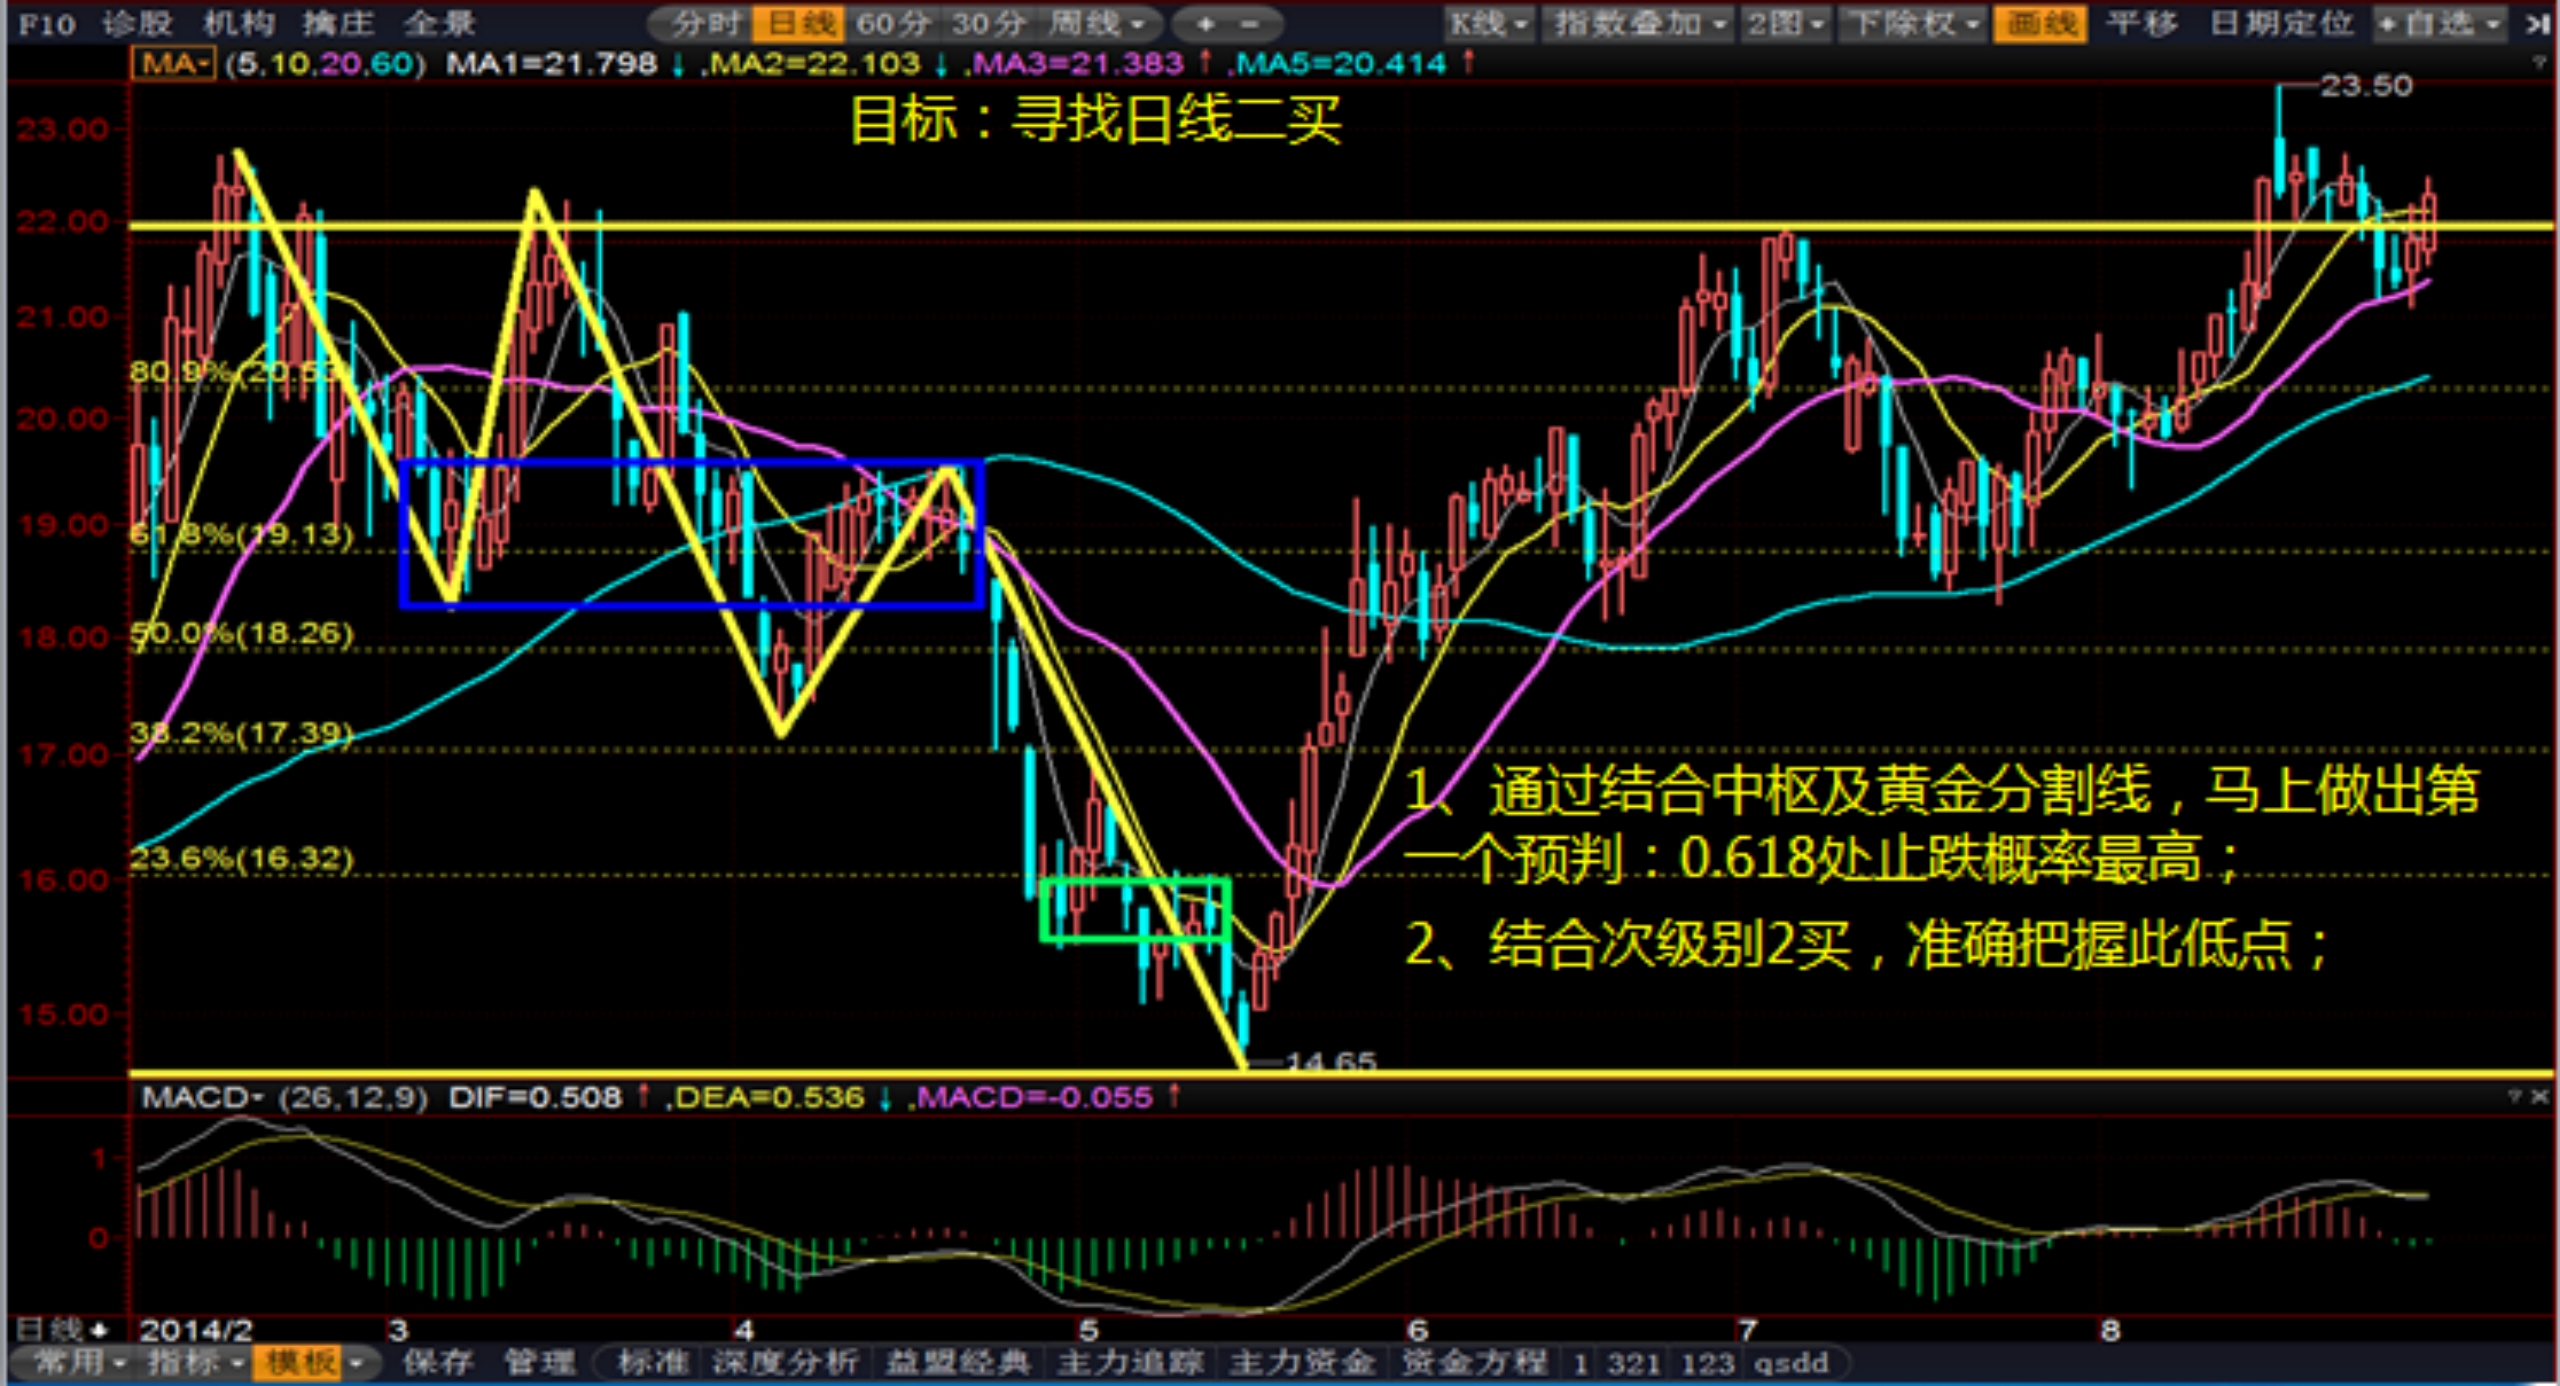 F10 诊股 机构 擒庄 全景 分时 日线 60分 30分 周线 + - K线 指数叠加 2图 下除权 画线 平移 日期定位 +自选
MA (5,10,20,60) MA1=21.798 ↓ ,MA2=22.103 ↓ ,MA3=21.383 ↑ ,MA5=20.414 ↑
23.50
目标：寻找日线二买
23.00
22.00
21.00
80.9%(20.53)
20.00
19.00
61.8%(19.13)
50.0%(18.26)
18.00
38.2%(17.39)
17.00
1、通过结合中枢及黄金分割线，马上做出第
一个预判：0.618处止跌概率最高；
23.6%(16.32)
16.00
2、结合次级别2买，准确把握此低点；
15.00
14.65
MACD (26,12,9) DIF=0.508 ↑ ,DEA=0.536 ↓ ,MACD=-0.055 ↑
1
0
日线 2014/2 3 4 5 6 7 8
常用 指标 模板 保存 管理 标准 深度分析 益盟经典 主力追踪 主力资金 资金方程 1 321 123 qsdd